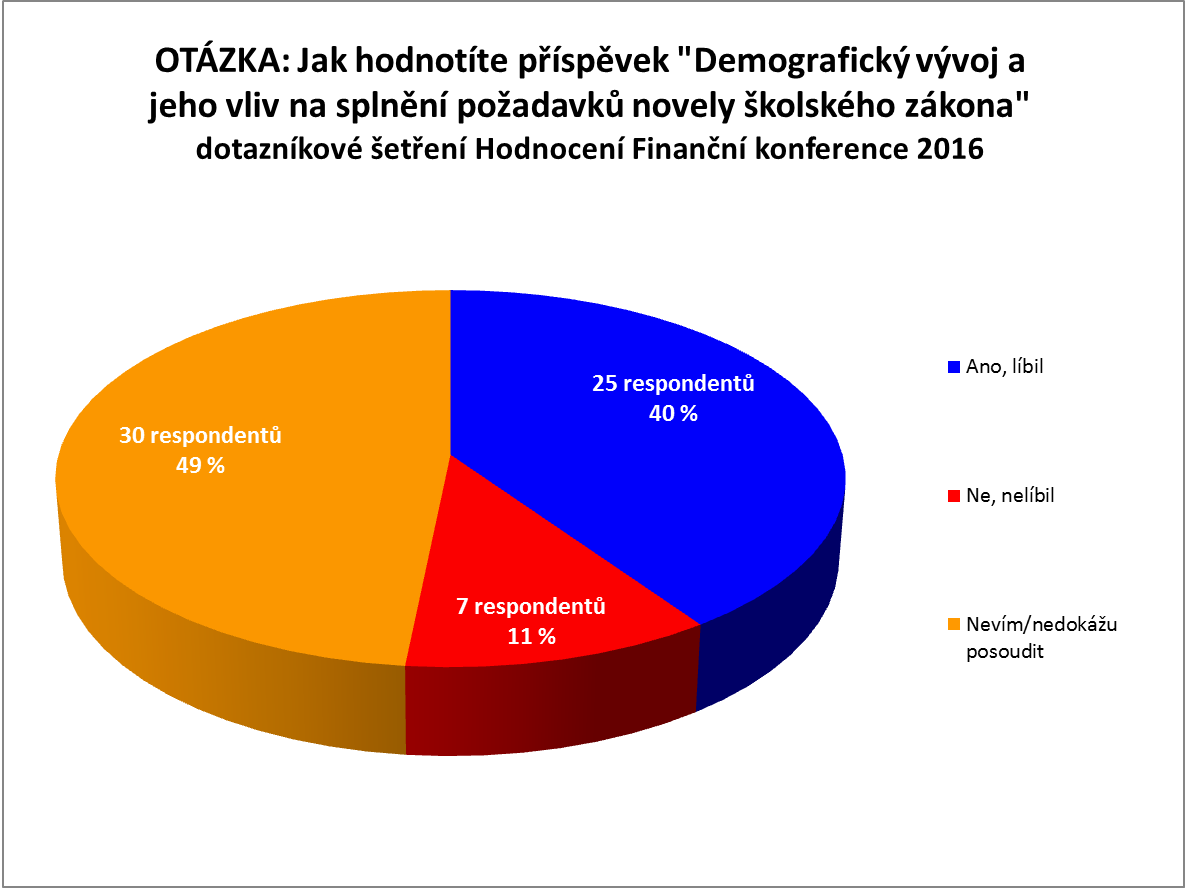 OTÁZKA: Jak hodnotíte příspěvek "Demografický vývoj a
jeho vliv na splnění požadavků novely školského zákona"
dotazníkové šetření Hodnocení Finanční konference 2016
25 respondentů
40 %
30 respondentů
49 %
7 respondentů
11 %
Ano, líbil
Ne, nelíbil
Nevím/nedokážu
posoudit